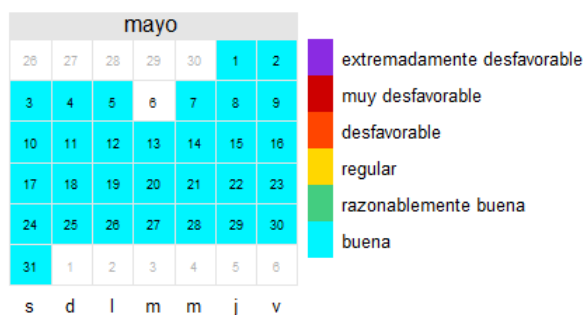 mayo
26 27 28 29 30 1 2
3 4 5 6 7 8 9
10 11 12 13 14 15 16
17 18 19 20 21 22 23
24 25 26 27 28 29 30
31 1 2 3 4 5 6
s d l m m j v
extremadamente desfavorable
muy desfavorable
desfavorable
regular
razonablemente buena
buena